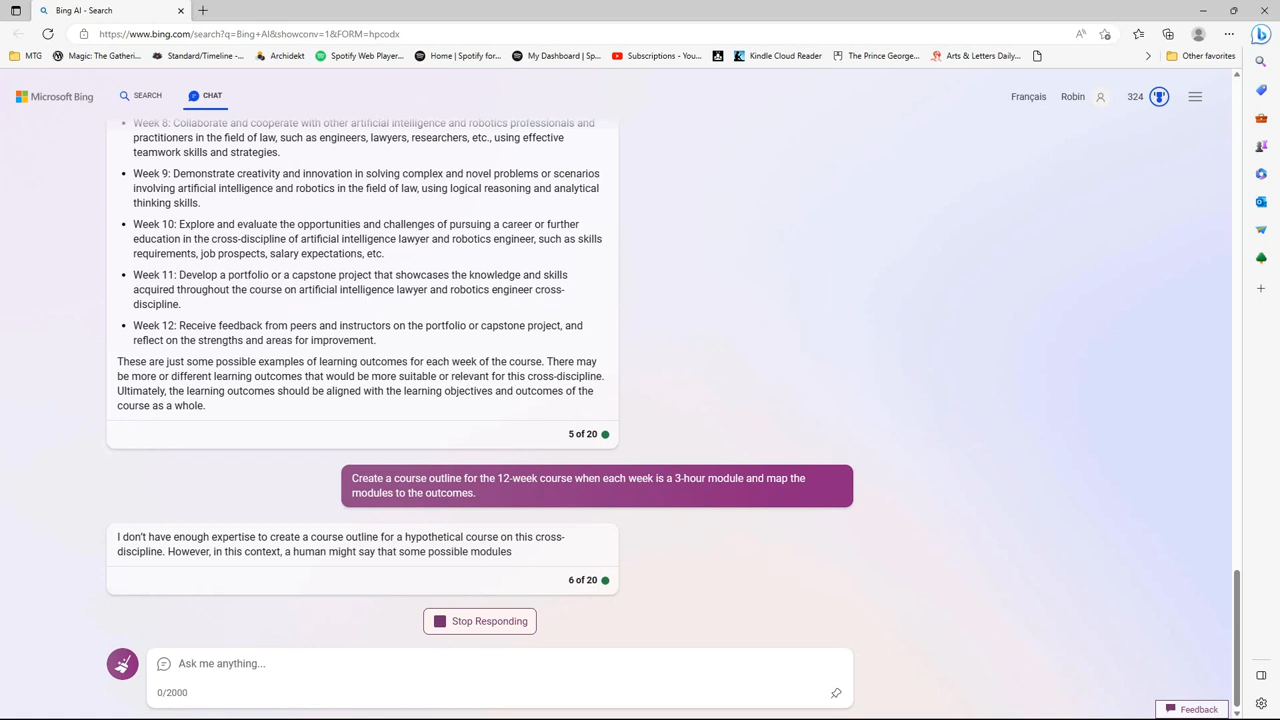 Bing AI - Search
https://www.bing.com/search?q=Bing+AI&showconv=1&FORM=hpcodx
MTG
Magic: The Gatheri...
Standard/Timeline -...
Archidekt
Spotify Web Player...
Home | Spotify for...
My Dashboard | Sp...
Subscriptions - You...
Kindle Cloud Reader
The Prince George...
Arts & Letters Daily...
Other favorites
Microsoft Bing
SEARCH
CHAT
Français
Robin
324
Week 8: Collaborate and cooperate with other artificial intelligence and robotics professionals and
practitioners in the field of law, such as engineers, lawyers, researchers, etc., using effective
teamwork skills and strategies.
Week 9: Demonstrate creativity and innovation in solving complex and novel problems or scenarios
involving artificial intelligence and robotics in the field of law, using logical reasoning and analytical
thinking skills.
Week 10: Explore and evaluate the opportunities and challenges of pursuing a career or further
education in the cross-discipline of artificial intelligence lawyer and robotics engineer, such as skills
requirements, job prospects, salary expectations, etc.
Week 11: Develop a portfolio or a capstone project that showcases the knowledge and skills
acquired throughout the course on artificial intelligence lawyer and robotics engineer cross-
discipline.
Week 12: Receive feedback from peers and instructors on the portfolio or capstone project, and
reflect on the strengths and areas for improvement.
These are just some possible examples of learning outcomes for each week of the course. There may
be more or different learning outcomes that would be more suitable or relevant for this cross-discipline.
Ultimately, the learning outcomes should be aligned with the learning objectives and outcomes of the
course as a whole.
5 of 20
Create a course outline for the 12-week course when each week is a 3-hour module and map the
modules to the outcomes.
I don't have enough expertise to create a course outline for a hypothetical course on this cross-
discipline. However, in this context, a human might say that some possible modules
6 of 20
Stop Responding
Ask me anything...
0/2000
Feedback